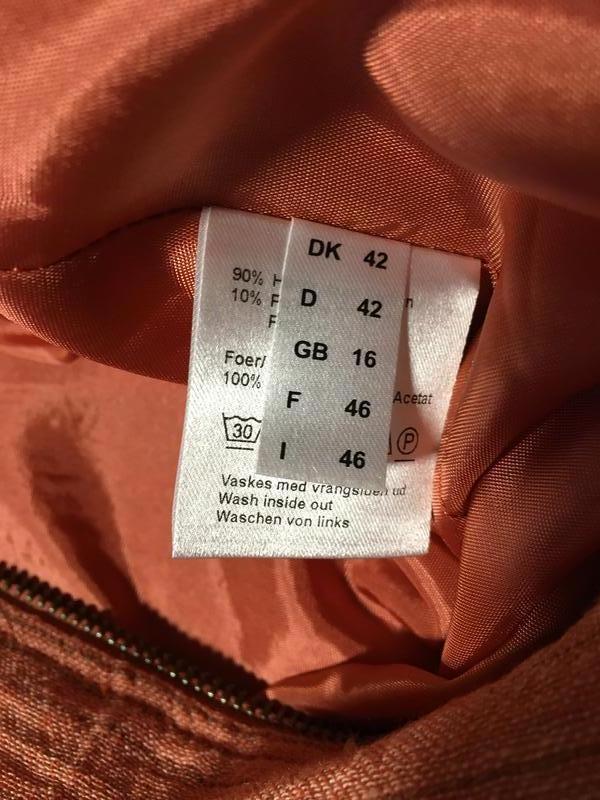 DK 42
D 42
GB 16
F 46
I 46
90%
10%
Foer/
100% Acetat
30 P
Vaskes med vrangsiden ud
Wash inside out
Waschen von links